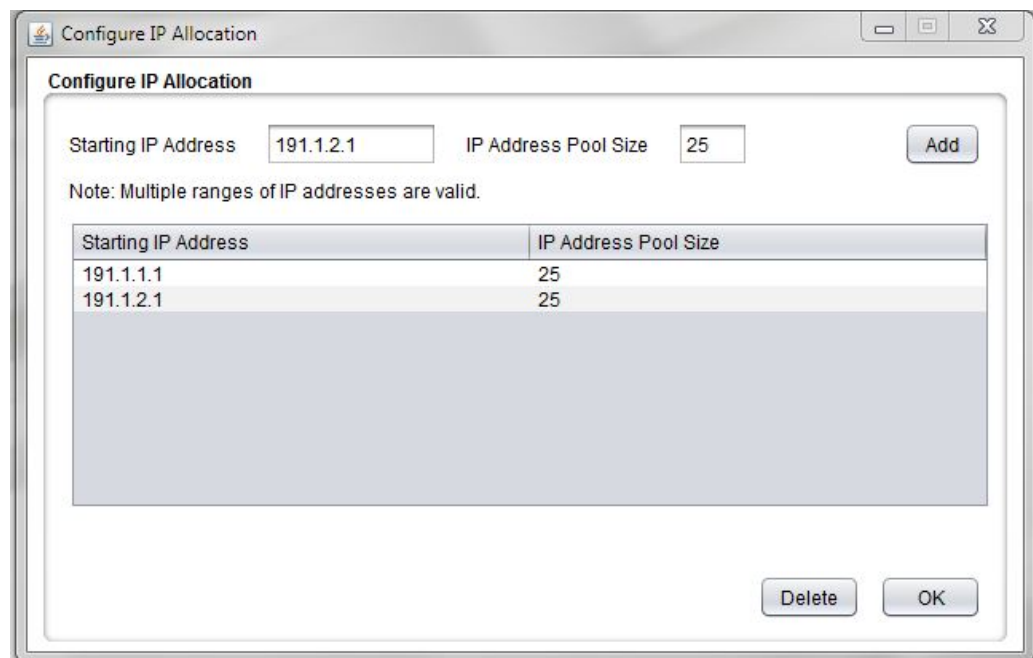 Configure IP Allocation
Configure IP Allocation
Starting IP Address 191.1.2.1 IP Address Pool Size 25 Add
Note: Multiple ranges of IP addresses are valid.
Starting IP Address IP Address Pool Size
191.1.1.1 25
191.1.2.1 25
Delete OK